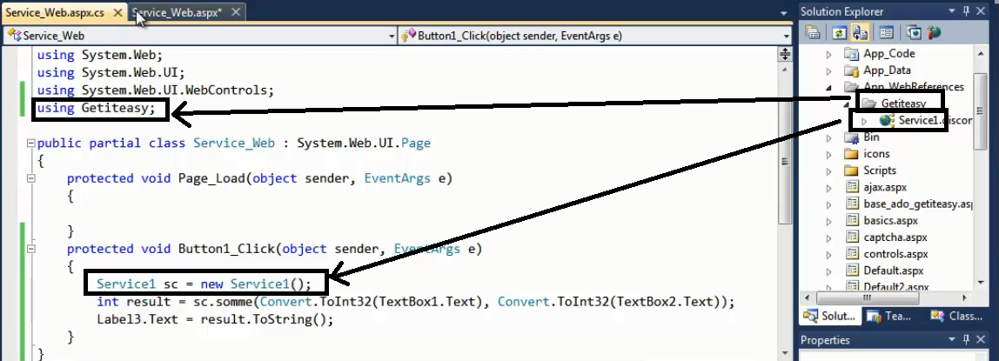 Service_Web.aspx.cs
Service_Web.aspx*
Service_Web
Button1_Click(object sender, EventArgs e)
using System.Web;
using System.Web.UI;
using System.Web.UI.WebControls;
using Getiteasy;
public partial class Service_Web : System.Web.UI.Page
{
protected void Page_Load(object sender, EventArgs e)
{
}
protected void Button1_Click(object sender, EventArgs e)
{
Service1 sc = new Service1();
int result = sc.somme(Convert.ToInt32(TextBox1.Text), Convert.ToInt32(TextBox2.Text));
Label3.Text = result.ToString();
}
}
Solution Explorer
App_Code
App_Data
App_WebReferences
Getiteasy
Service1.discor
Bin
icons
Scripts
ajax.aspx
base_ado_getiteasy.asp
basics.aspx
captcha.aspx
controls.aspx
Default.aspx
Default2.aspx
Solut...
Tea...
Class...
Properties